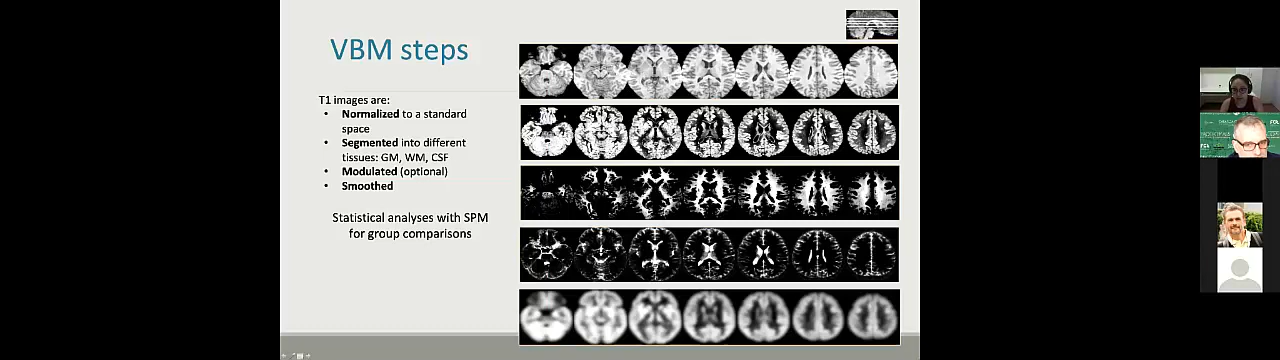 VBM steps
T1 images are:
• Normalized to a standard
space
• Segmented into different
tissues: GM, WM, CSF
• Modulated (optional)
• Smoothed
Statistical analyses with SPM
for group comparisons